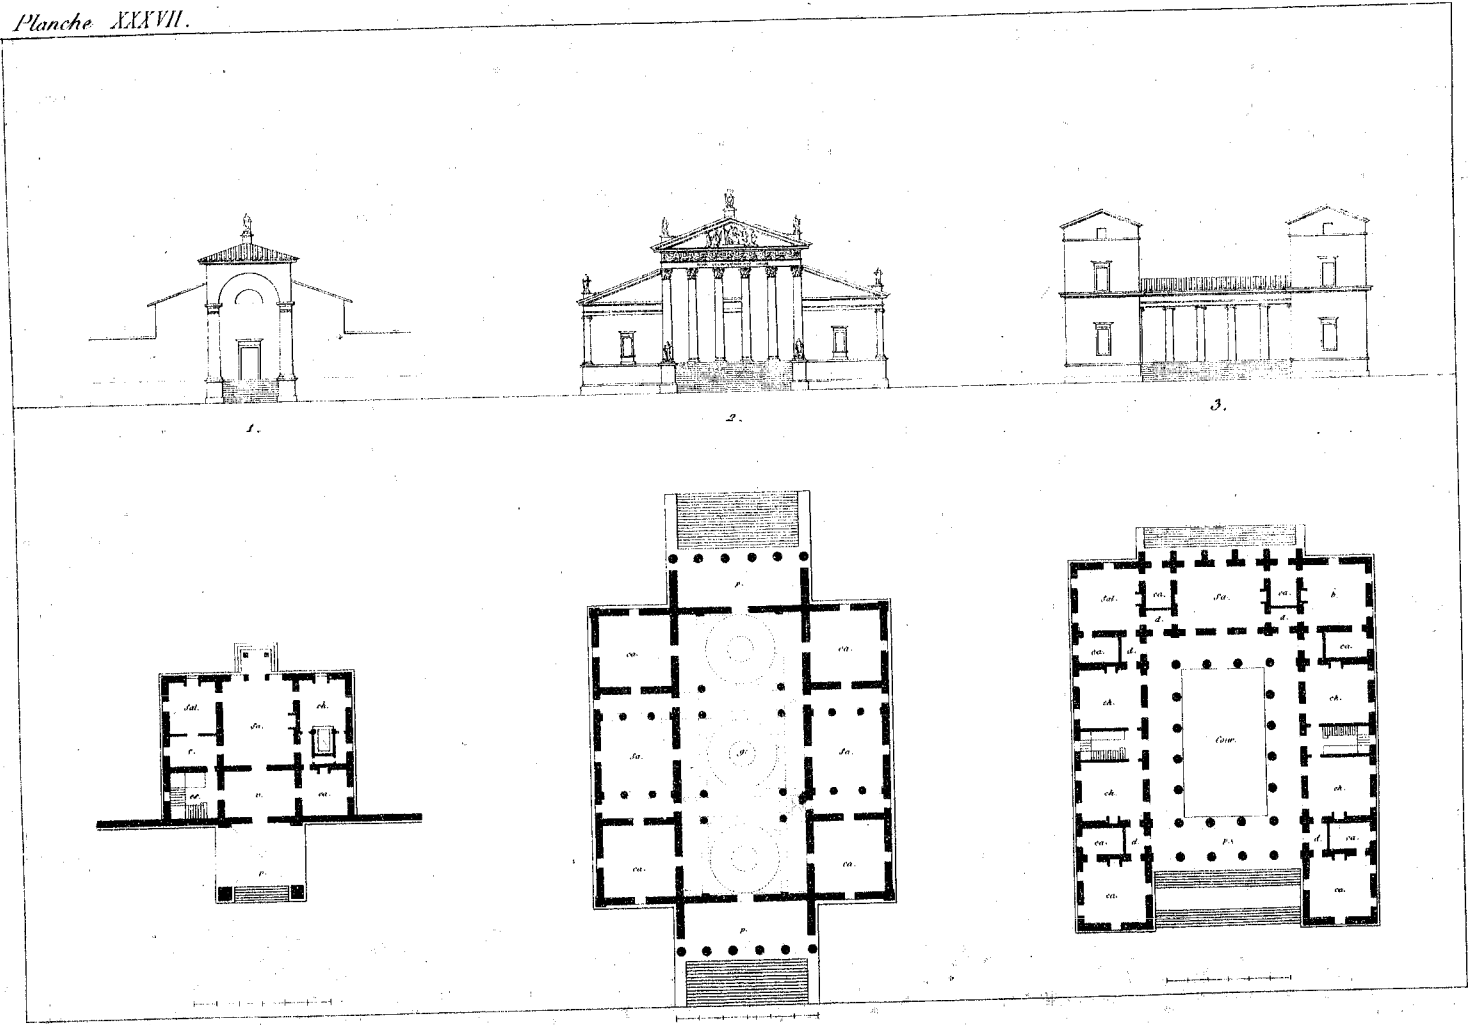 Planche XXXVII.
1.
2.
3.
p.
ca.
ca.
sa.
g.
sa.
ca.
ca.
p.
sal.
sa.
ch.
c.
v.
ca.
p.
sal.
ca.
sa.
ca.
b.
d.
d.
ca.
d.
ca.
ch.
ch.
Cour.
ch.
ch.
ca.
d.
p.
d.
ca.
ca.
ca.